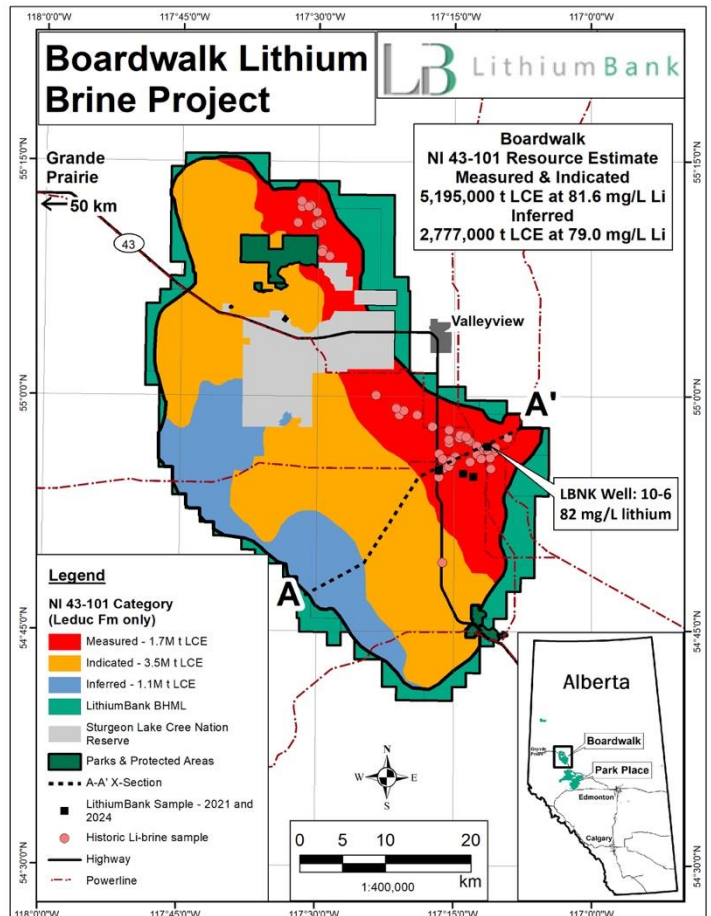 118°0'0"W
117°45'0"W
117°30'0"W
117°15'0"W
117°0'0"W
Boardwalk Lithium
Brine Project
LB LithiumBank
Boardwalk
NI 43-101 Resource Estimate
Measured & Indicated
5,195,000 t LCE at 81.6 mg/L Li
Inferred
2,777,000 t LCE at 79.0 mg/L Li
55°15'0"N
55°15'0"N
Grande
Prairie
50 km
43
Valleyview
55°0'0"N
55°0'0"N
A'
LBNK Well: 10-6
82 mg/L lithium
A
Legend
NI 43-101 Category
(Leduc Fm only)
Measured - 1.7M t LCE
Indicated - 3.5M t LCE
Inferred - 1.1M t LCE
LithiumBank BHML
Sturgeon Lake Cree Nation
Reserve
Parks & Protected Areas
A-A' X-Section
LithiumBank Sample - 2021 and
2024
Historic Li-brine sample
Highway
Powerline
54°45'0"N
54°45'0"N
N
W
E
S
0 5 10 20
km
1:400,000
Alberta
Grande Prairie
Boardwalk
Park Place
Edmonton
Calgary
54°30'0"N
54°30'0"N
118°0'0"W
117°45'0"W
117°30'0"W
117°15'0"W
117°0'0"W